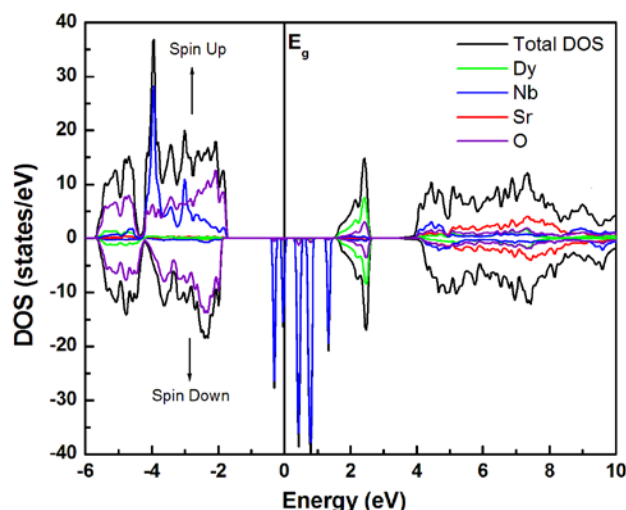 40
30
20
10
0
-10
-20
-30
-40
DOS (states/eV)
Spin Up
E_g
Total DOS
Dy
Nb
Sr
O
Spin Down
-6 -4 -2 0 2 4 6 8 10
Energy (eV)